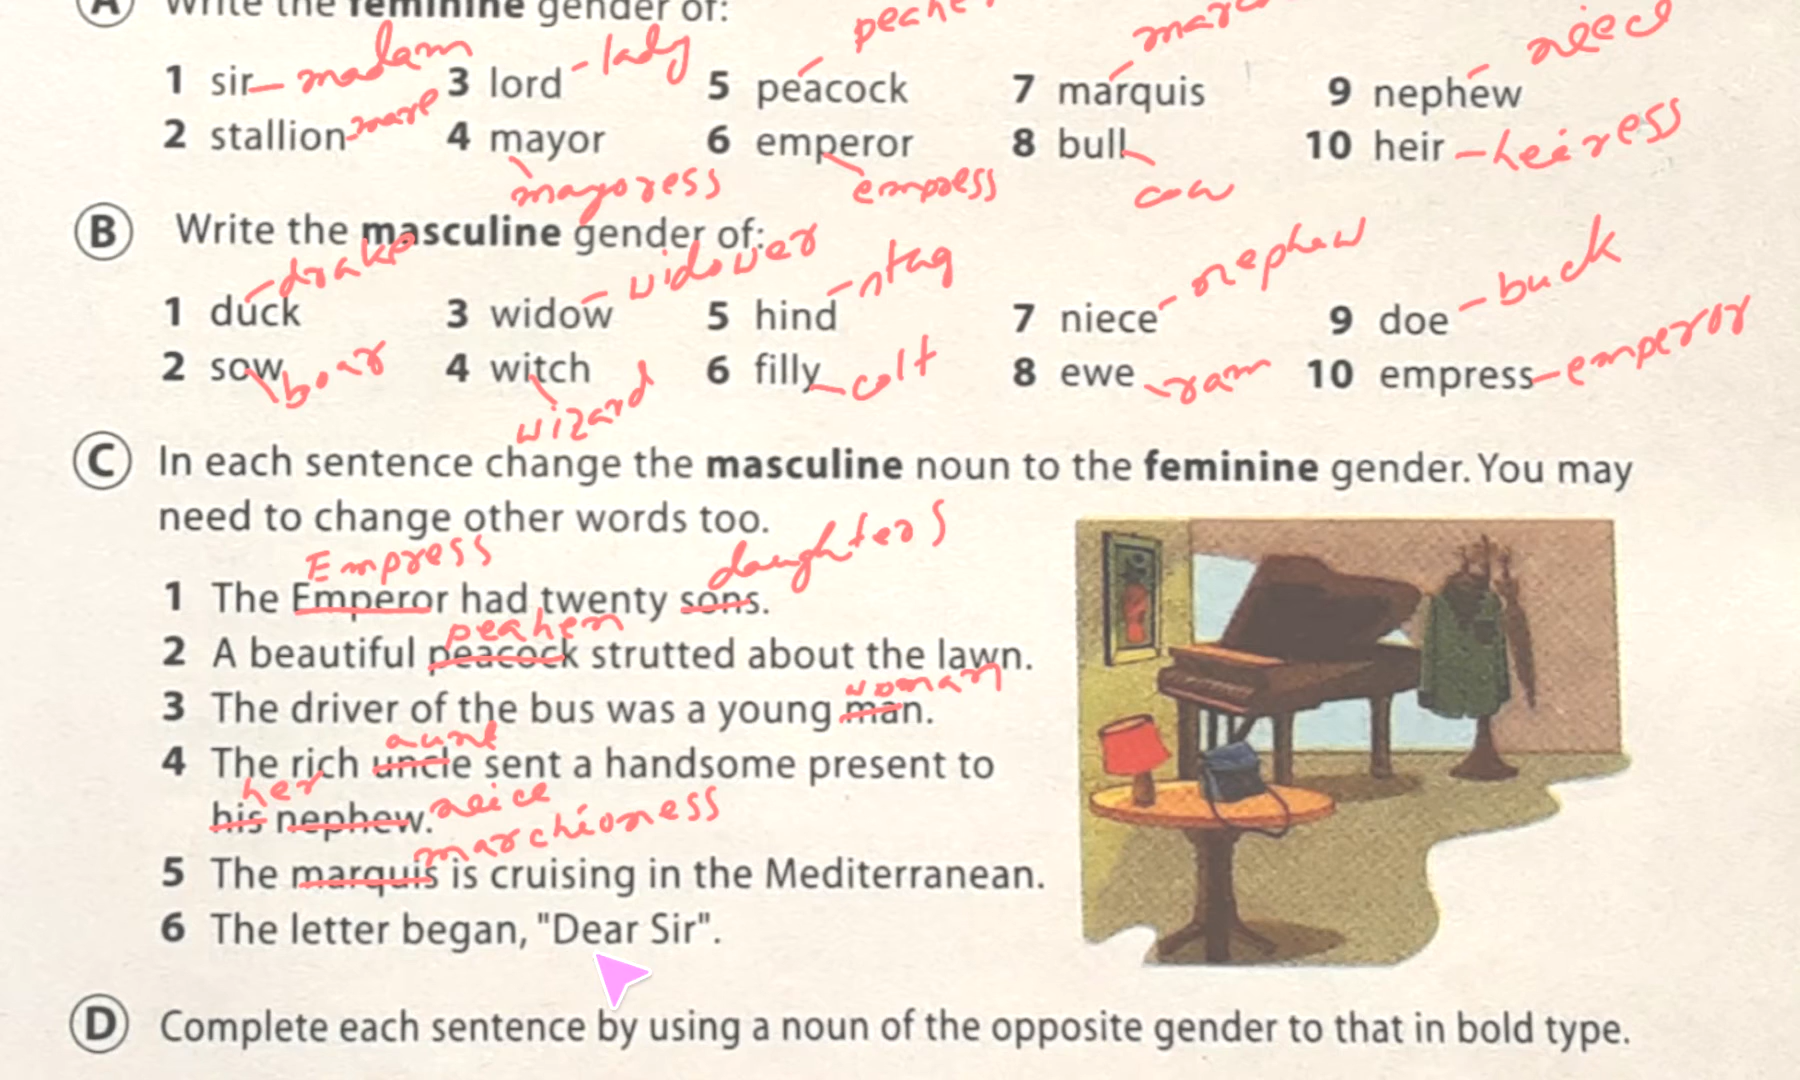 A Write the feminine gender of:
1 sir - madam 3 lord - lady 5 peacock 7 marquis 9 nephew
2 stallion - mare 4 mayor - mayoress 6 emperor - empress 8 bull - cow 10 heir - heiress
B Write the masculine gender of:
1 duck - drake 3 widow - widower 5 hind - stag 7 niece - nephew 9 doe - buck
2 sow - boar 4 witch - wizard 6 filly - colt 8 ewe - ram 10 empress - emperor
C In each sentence change the masculine noun to the feminine gender. You may
need to change other words too.
Empress daughters
1 The Emperor had twenty sons.
peahen
2 A beautiful peacock strutted about the lawn.
woman
3 The driver of the bus was a young man.
aunt
4 The rich uncle sent a handsome present to
her neice
his nephew.
marchioness
5 The marquis is cruising in the Mediterranean.
6 The letter began, "Dear Sir".
D Complete each sentence by using a noun of the opposite gender to that in bold type.